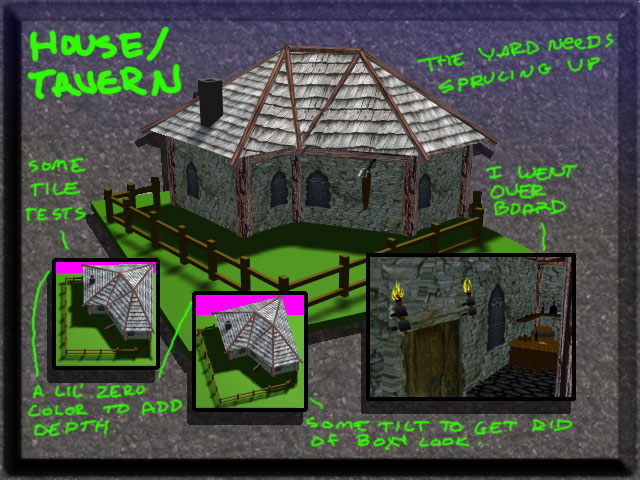 HOUSE/
TAVERN
THE YARD NEEDS
SPRUCING UP
SOME
TILE
TESTS
I WENT
OVER
BOARD
A LIL' ZERO
COLOR TO ADD
DEPTH.
SOME TILT TO GET RID
OF BOXY LOOK.